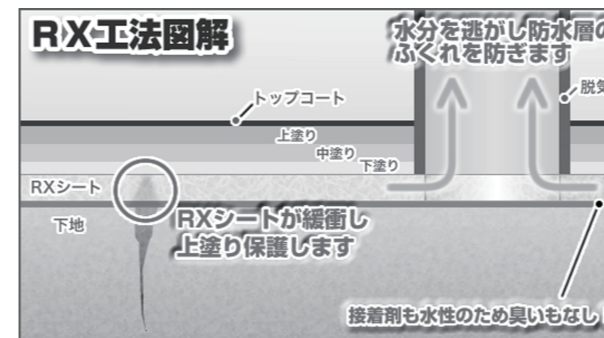 RX工法図解
水分を逃がし防水層の
ふくれを防ぎます
脱気
トップコート
上塗り
中塗り
下塗り
RXシート
下地
RXシートが緩衝し
上塗り保護します
接着剤も水性のため臭いもなし